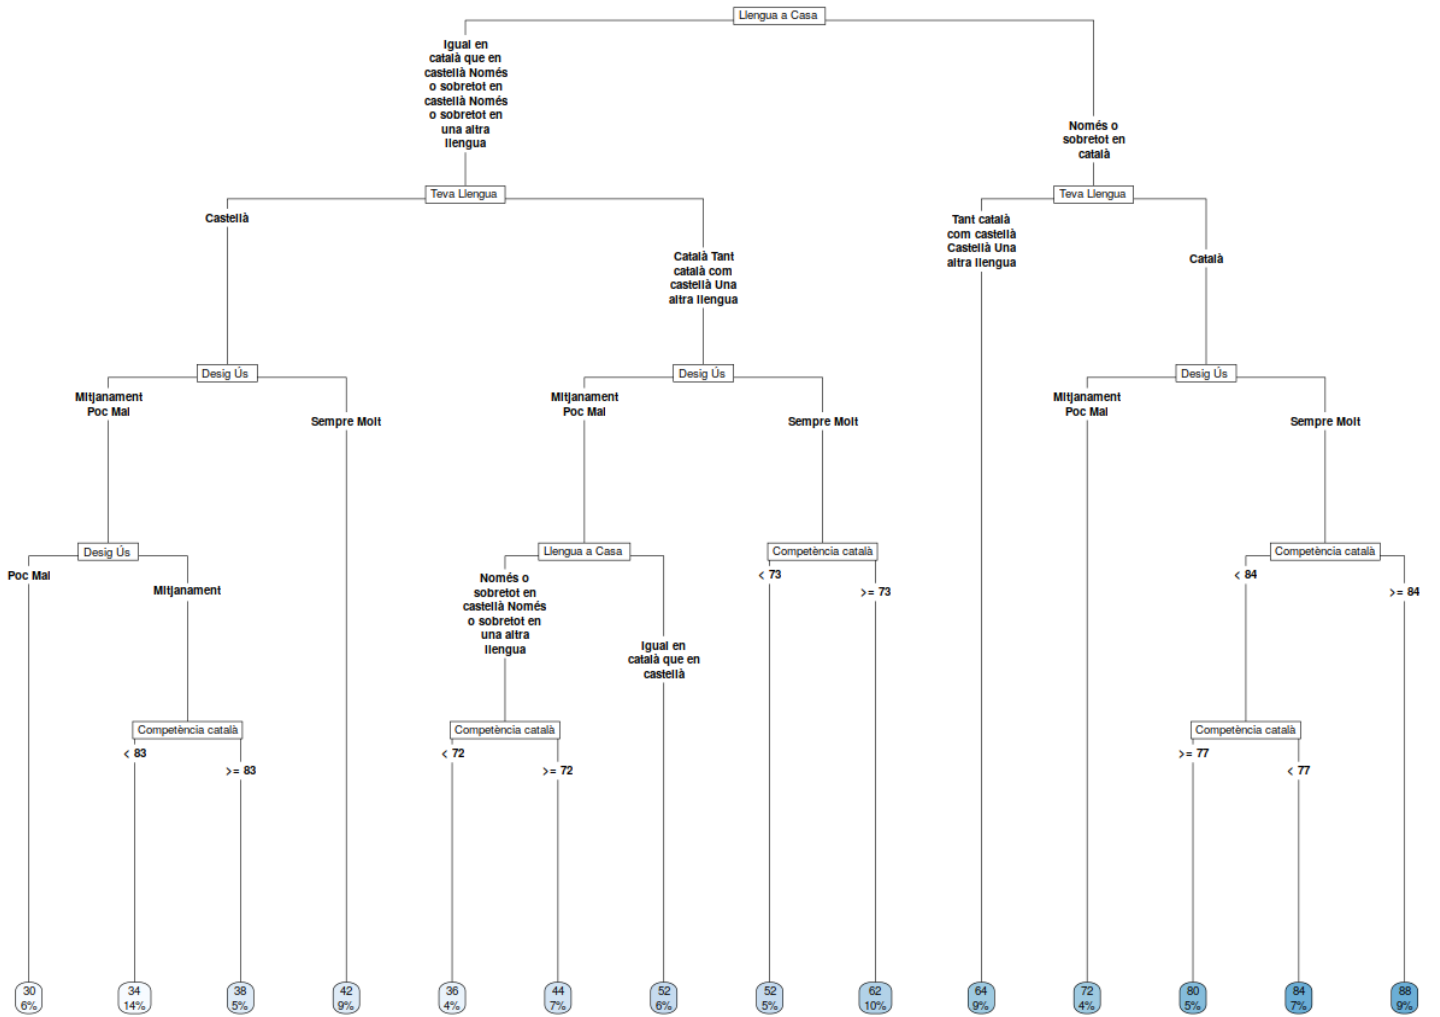 Llengua a Casa
Igual en
català que en
castellà Només
o sobretot en
castellà Només
o sobretot en
una altra
llengua
Només o
sobretot en
català
Teva Llengua
Teva Llengua
Castellà
Català Tant
català com
castellà Una
altra llengua
Tant català
com castellà
Castellà Una
altra llengua
Català
Desig Ús
Desig Ús
Desig Ús
Mitjanament
Poc Mai
Sempre Molt
Mitjanament
Poc Mai
Sempre Molt
Mitjanament
Poc Mai
Sempre Molt
Desig Ús
Llengua a Casa
Competència català
Competència català
Poc Mai
Mitjanament
Només o
sobretot en
castellà Només
o sobretot en
una altra
llengua
Igual en
català que en
castellà
< 73
>= 73
< 84
>= 84
Competència català
Competència català
Competència català
< 83
>= 83
< 72
>= 72
>= 77
< 77
30
6%
34
14%
38
5%
42
9%
36
4%
44
7%
52
6%
52
5%
62
10%
64
9%
72
4%
80
5%
84
7%
88
9%